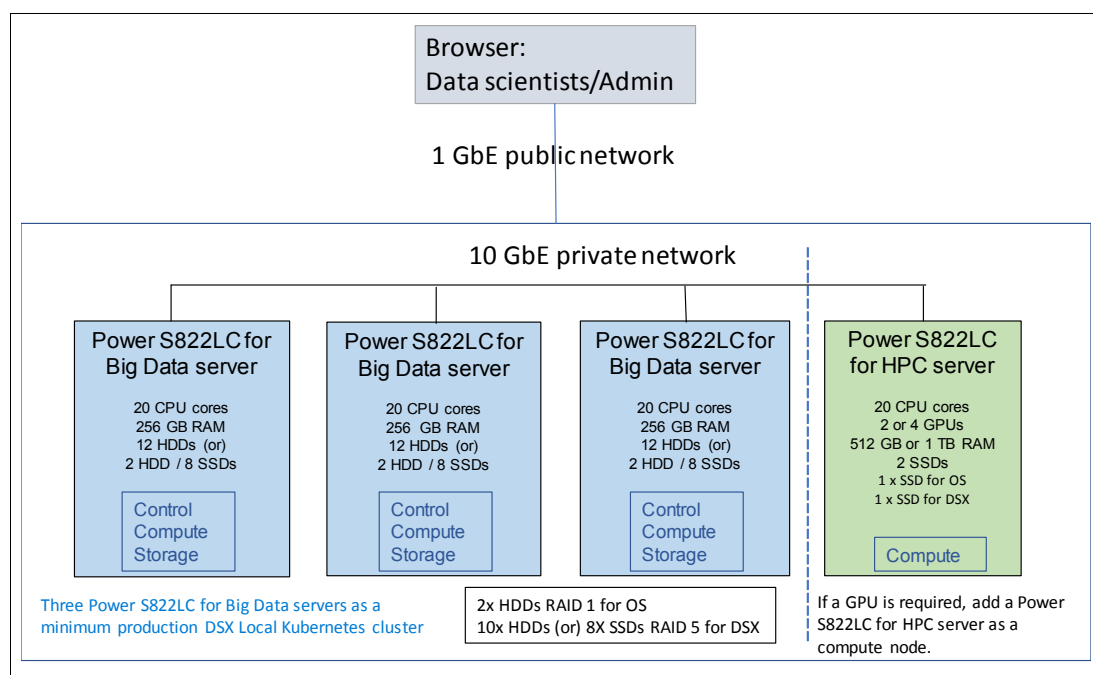 Browser:
Data scientists/Admin
1 GbE public network
10 GbE private network
Power S822LC for
Big Data server
20 CPU cores
256 GB RAM
12 HDDs (or)
2 HDD / 8 SSDs
Control
Compute
Storage
Power S822LC for
Big Data server
20 CPU cores
256 GB RAM
12 HDDs (or)
2 HDD / 8 SSDs
Control
Compute
Storage
Power S822LC for
Big Data server
20 CPU cores
256 GB RAM
12 HDDs (or)
2 HDD / 8 SSDs
Control
Compute
Storage
Power S822LC
for HPC server
20 CPU cores
2 or 4 GPUs
512 GB or 1 TB RAM
2 SSDs
1 x SSD for OS
1 x SSD for DSX
Compute
Three Power S822LC for Big Data servers as a
minimum production DSX Local Kubernetes cluster
2x HDDs RAID 1 for OS
10x HDDs (or) 8X SSDs RAID 5 for DSX
If a GPU is required, add a Power
S822LC for HPC server as a
compute node.